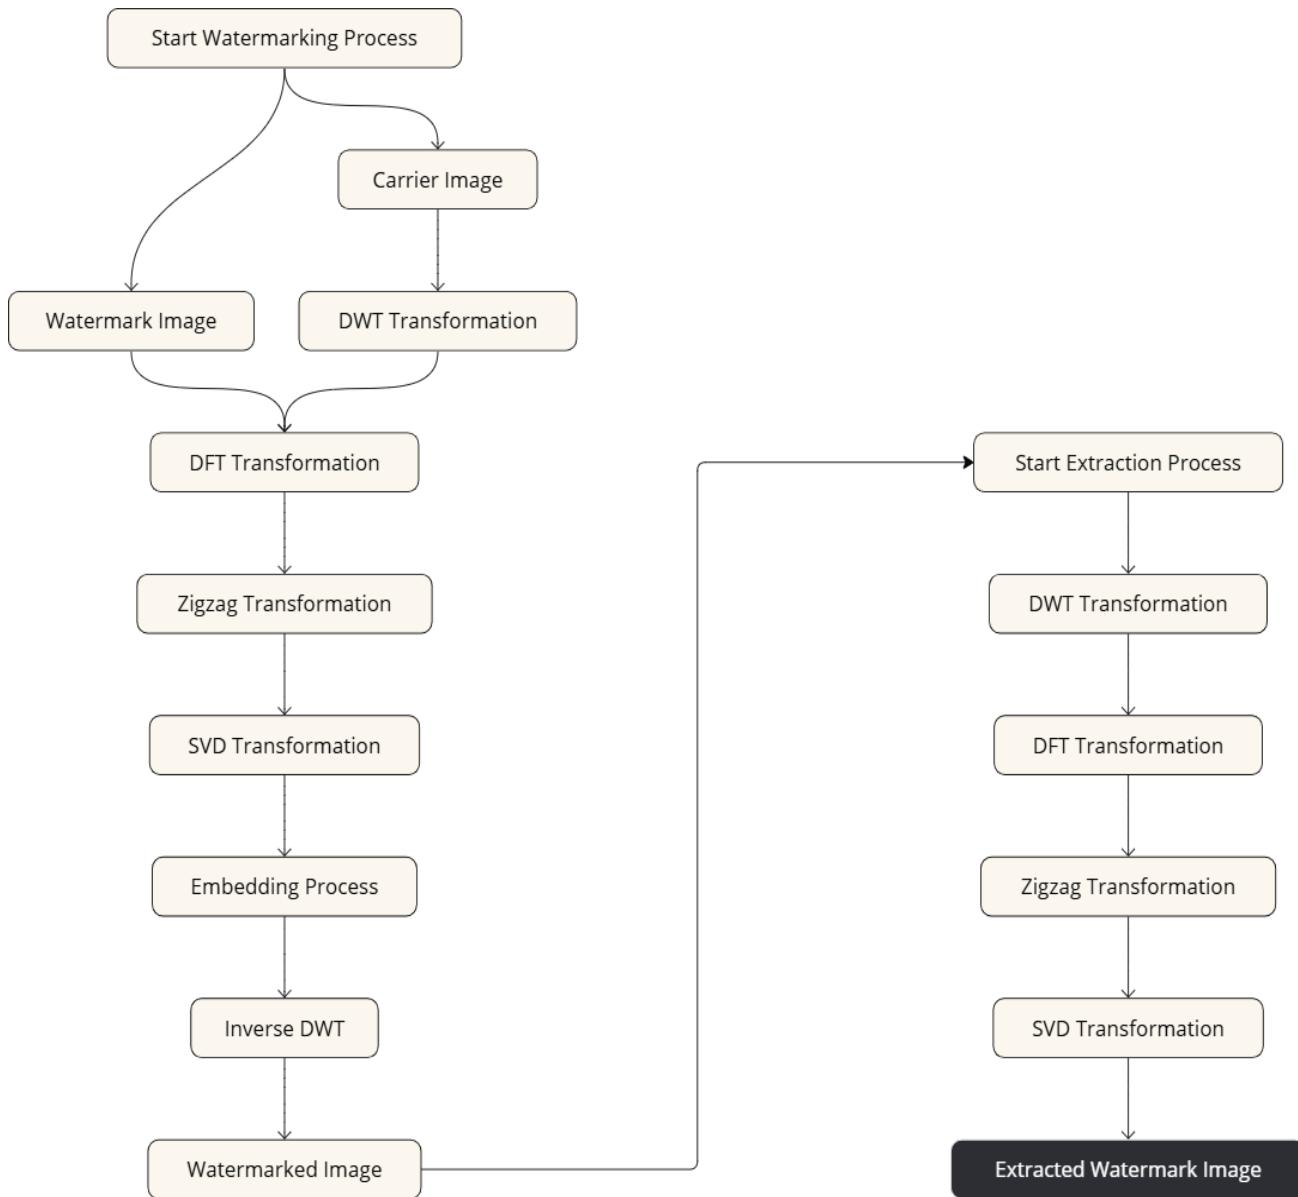 Start Watermarking Process
Carrier Image
Watermark Image
DWT Transformation
DFT Transformation
Zigzag Transformation
SVD Transformation
Embedding Process
Inverse DWT
Watermarked Image
Start Extraction Process
DWT Transformation
DFT Transformation
Zigzag Transformation
SVD Transformation
Extracted Watermark Image